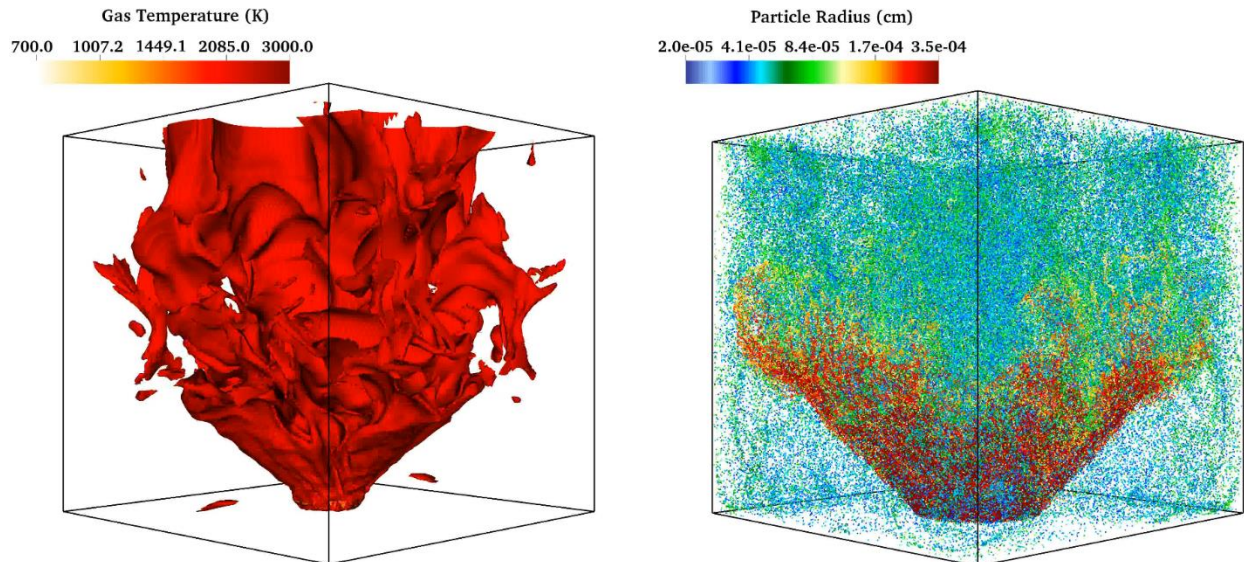 Gas Temperature (K)
700.0 1007.2 1449.1 2085.0 3000.0
Particle Radius (cm)
2.0e-05 4.1e-05 8.4e-05 1.7e-04 3.5e-04